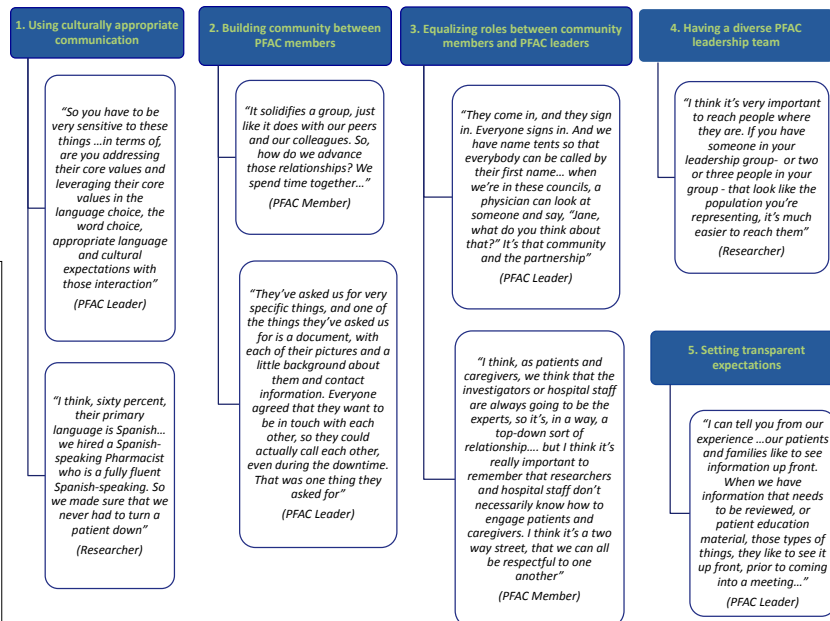 1. Using culturally appropriate
communication
“So you have to be
very sensitive to these
things …in terms of,
are you addressing
their core values and
leveraging their core
values in the
language choice, the
word choice,
appropriate language
and cultural
expectations with
those interaction”
(PFAC Leader)
“I think, sixty percent,
their primary
language is Spanish…
we hired a Spanish-
speaking Pharmacist
who is a fully fluent
Spanish-speaking. So
we made sure that we
never had to turn a
patient down”
(Researcher)
2. Building community between
PFAC members
“It solidifies a group, just
like it does with our peers
and our colleagues. So,
how do we advance
those relationships? We
spend time together…”
(PFAC Member)
“They’ve asked us for very
specific things, and one of
the things they’ve asked us
for is a document, with
each of their pictures and a
little background about
them and contact
information. Everyone
agreed that they want to
be in touch with each
other, so they could
actually call each other,
even during the downtime.
That was one thing they
asked for”
(PFAC Leader)
3. Equalizing roles between community
members and PFAC leaders
“They come in, and they sign
in. Everyone signs in. And we
have name tents so that
everybody can be called by
their first name… when
we’re in these councils, a
physician can look at
someone and say, “Jane,
what do you think about
that?” It’s that community
and the partnership”
(PFAC Leader)
“I think, as patients and
caregivers, we think that the
investigators or hospital staff
are always going to be the
experts, so it’s, in a way, a
top-down sort of
relationship…. but I think it’s
really important to
remember that researchers
and hospital staff don’t
necessarily know how to
engage patients and
caregivers. I think it’s a two
way street, that we can all
be respectful to one
another”
(PFAC Member)
4. Having a diverse PFAC
leadership team
“I think it’s very important
to reach people where
they are. If you have
someone in your
leadership group- or two
or three people in your
group - that look like the
population you’re
representing, it’s much
easier to reach them”
(Researcher)
5. Setting transparent
expectations
“I can tell you from our
experience …our patients
and families like to see
information up front.
When we have
information that needs
to be reviewed, or
patient education
material, those types of
things, they like to see it
up front, prior to coming
into a meeting…”
(PFAC Leader)